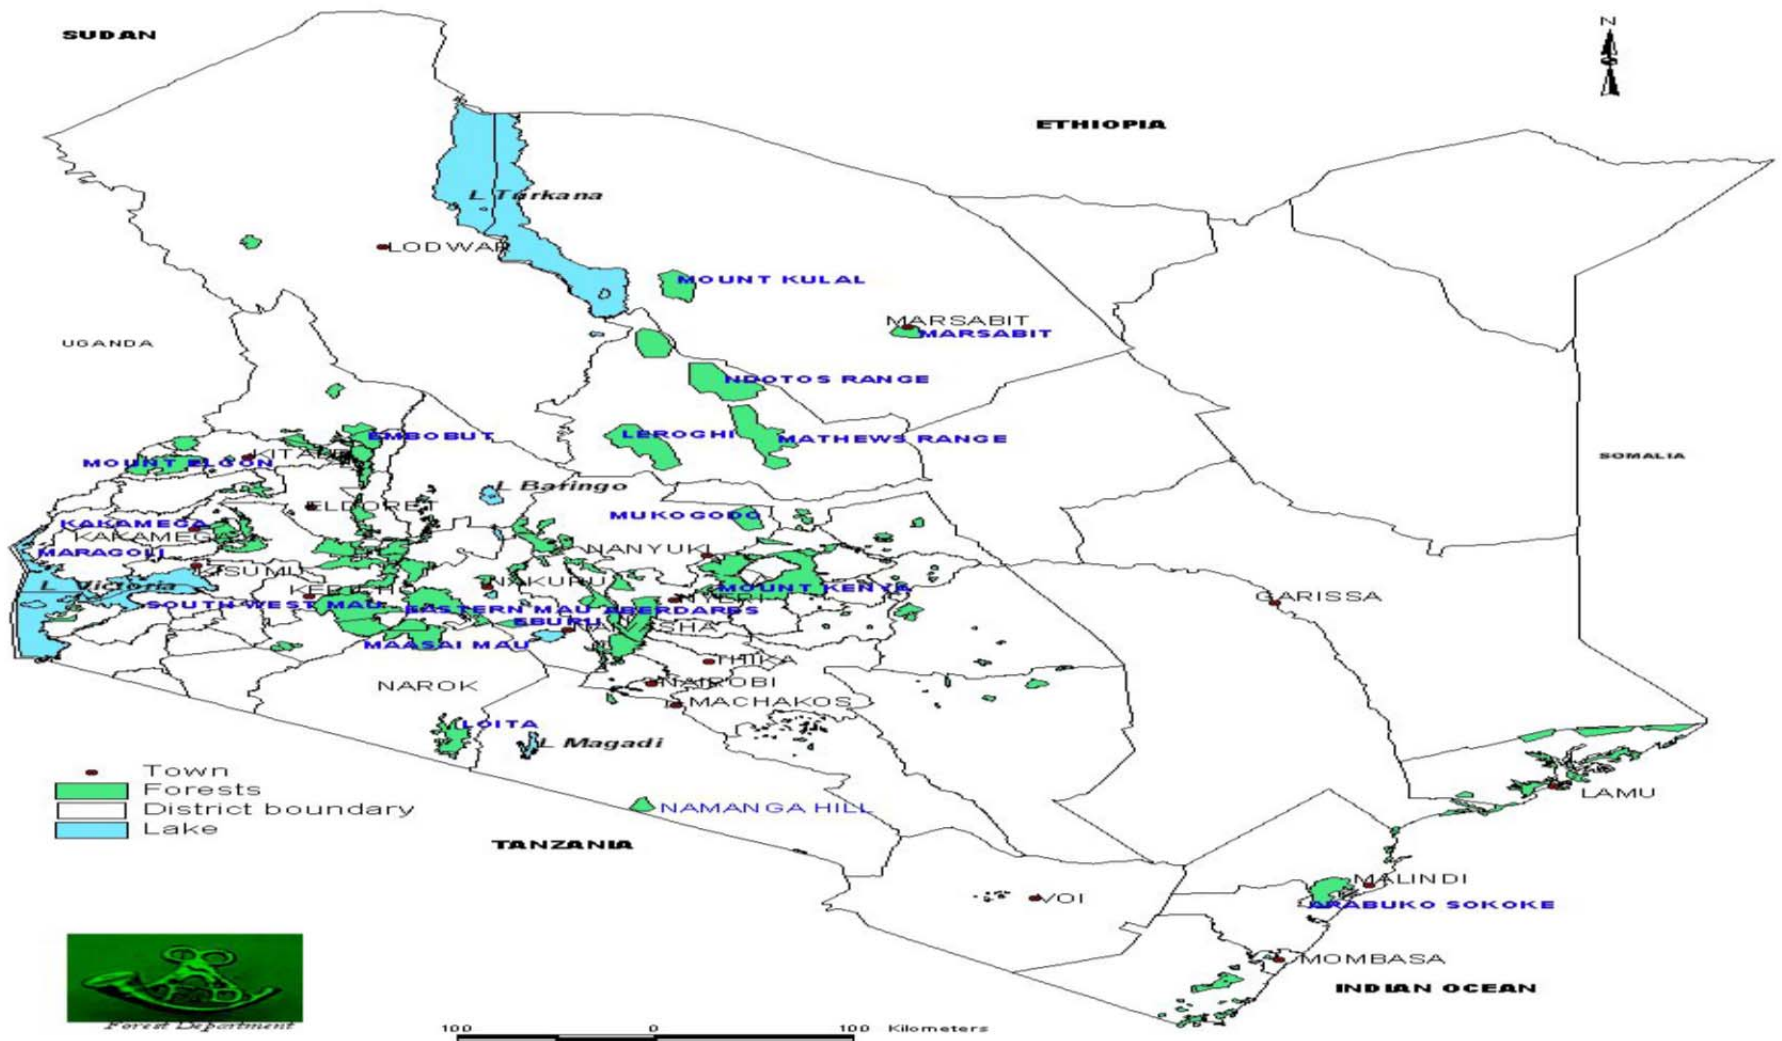 SUDAN
N
S
ETHIOPIA
L Turkana
LODWAR
MOUNT KULAL
MARSABIT
MARSABIT
UGANDA
NDOTOS RANGE
EMBOBUT
LEROGHI
MATHEWS RANGE
KITALE
MOUNT ELGON
SOMALIA
L Baringo
ELDORET
MUKOGODO
KAKAMEGA
KAKAMEGA
MARAGOLI
NANYUKI
KISUMU
L Victoria
NAKURU
KERICHO
MOUNT KENYA
GARISSA
SOUTH WEST MAU
EASTERN MAU
ABERDARES
NYERI
EBURU
NAIVASHA
MAASAI MAU
THIKA
NAROK
NAIROBI
MACHAKOS
LOITA
L Magadi
Town
Forests
District boundary
Lake
LAMU
NAMANGA HILL
TANZANIA
MALINDI
VOI
ARABUKO SOKOKE
MOMBASA
INDIAN OCEAN
Forest Department
100 0 100 Kilometers